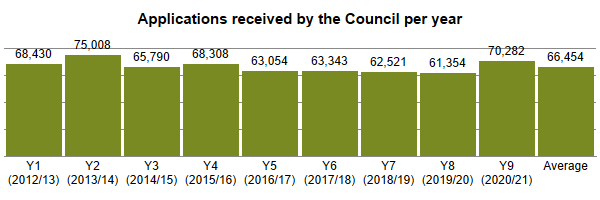 Applications received by the Council per year
68,430 75,008 65,790 68,308 63,054 63,343 62,521 61,354 70,282 66,454
Y1 Y2 Y3 Y4 Y5 Y6 Y7 Y8 Y9 Average
(2012/13) (2013/14) (2014/15) (2015/16) (2016/17) (2017/18) (2018/19) (2019/20) (2020/21)